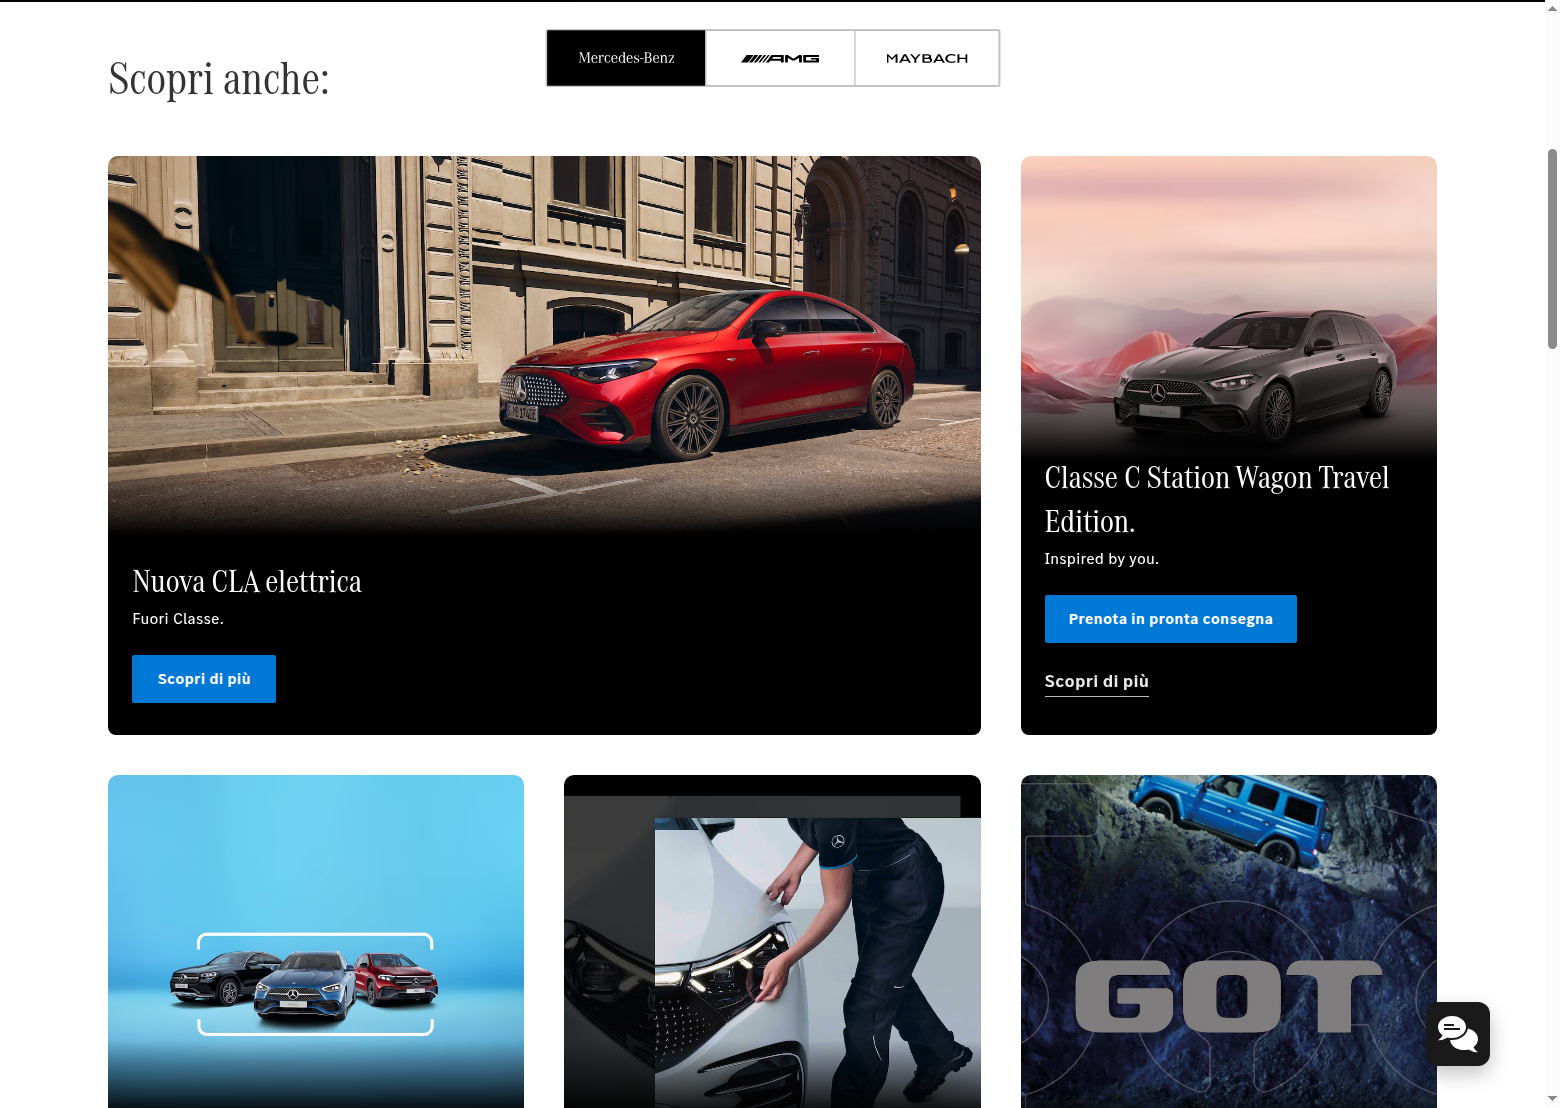 Scopri anche:
Mercedes-Benz
AMG
MAYBACH
Nuova CLA elettrica
Fuori Classe.
Scopri di più
Classe C Station Wagon Travel
Edition.
Inspired by you.
Prenota in pronta consegna
Scopri di più
GOT